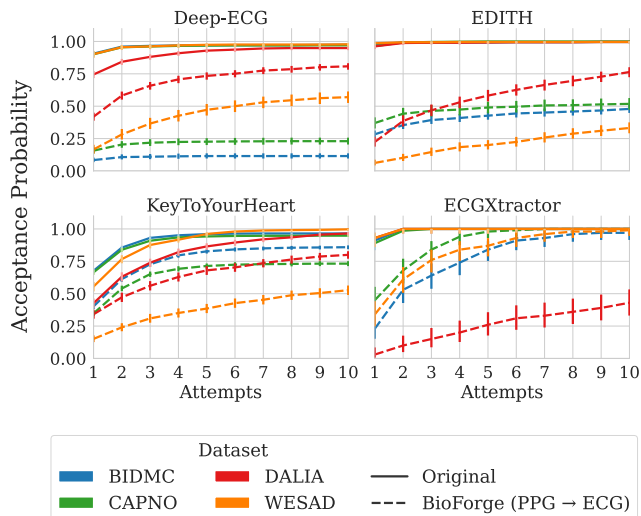 Deep-ECG
EDITH
1.00
0.75
0.50
0.25
0.00
KeyToYourHeart
ECGXtractor
1.00
0.75
0.50
0.25
0.00
1 2 3 4 5 6 7 8 9 10
1 2 3 4 5 6 7 8 9 10
Attempts
Attempts
Acceptance Probability
Dataset
BIDMC
DALIA
Original
CAPNO
WESAD
BioForge (PPG → ECG)